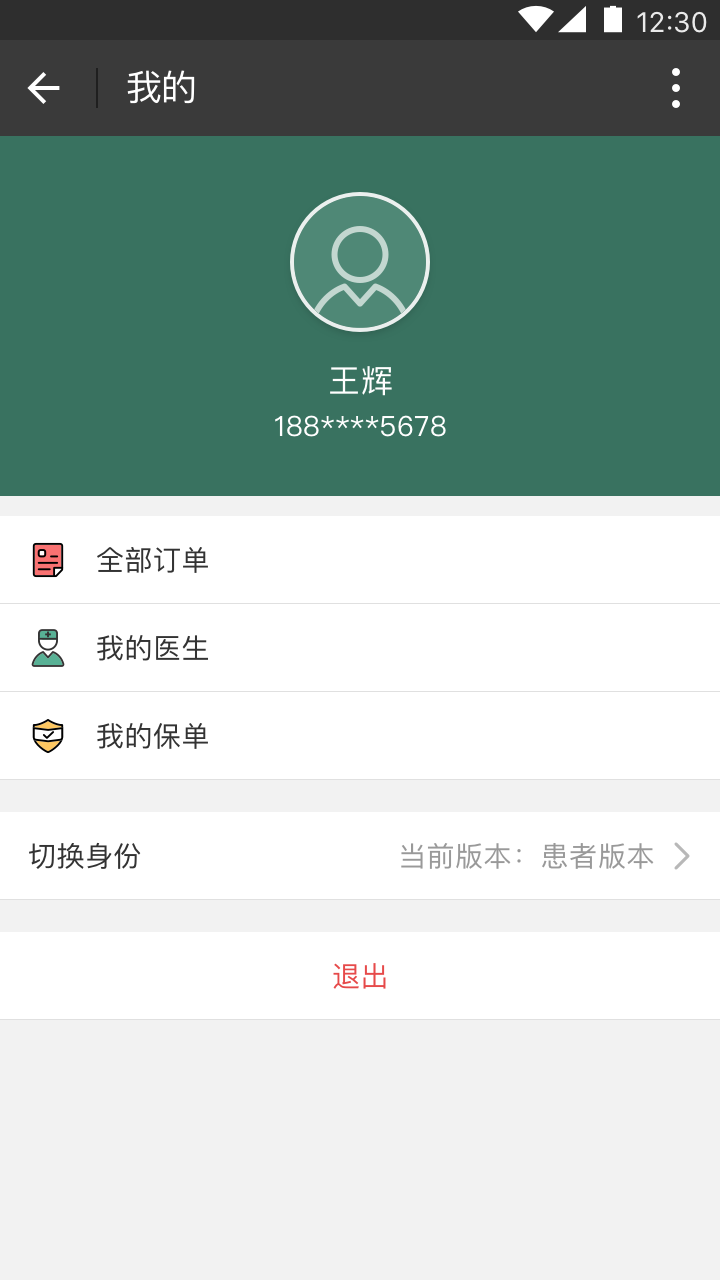 12:30
我的
王辉
188****5678
全部订单
我的医生
我的保单
切换身份 当前版本：患者版本
退出